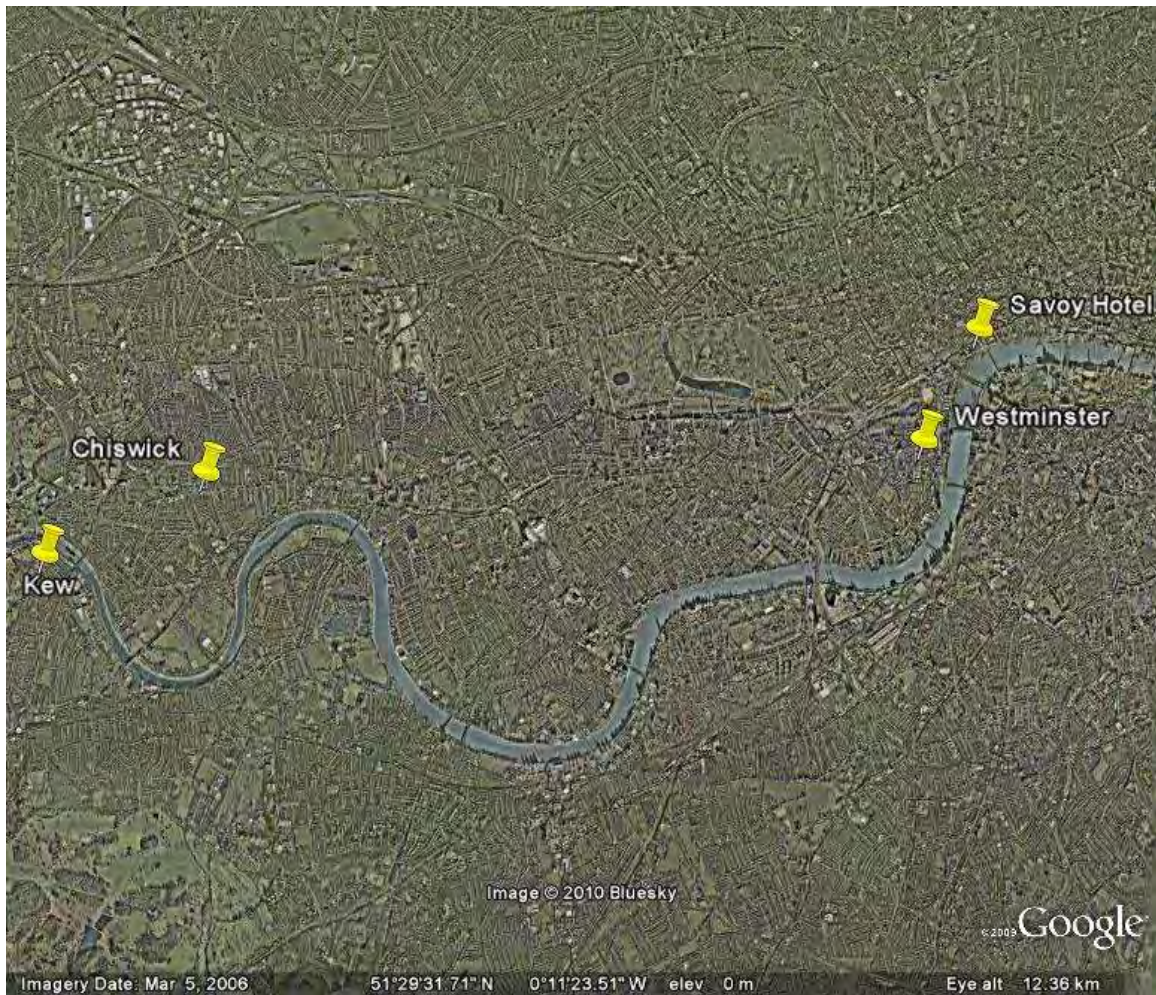 Savoy Hotel
Westminster
Chiswick
Kew
Image © 2010 Bluesky
© 2009 Google
Imagery Date: Mar 5, 2006 51°29'31.71" N 0°11'23.51" W elev 0 m Eye alt 12.36 km